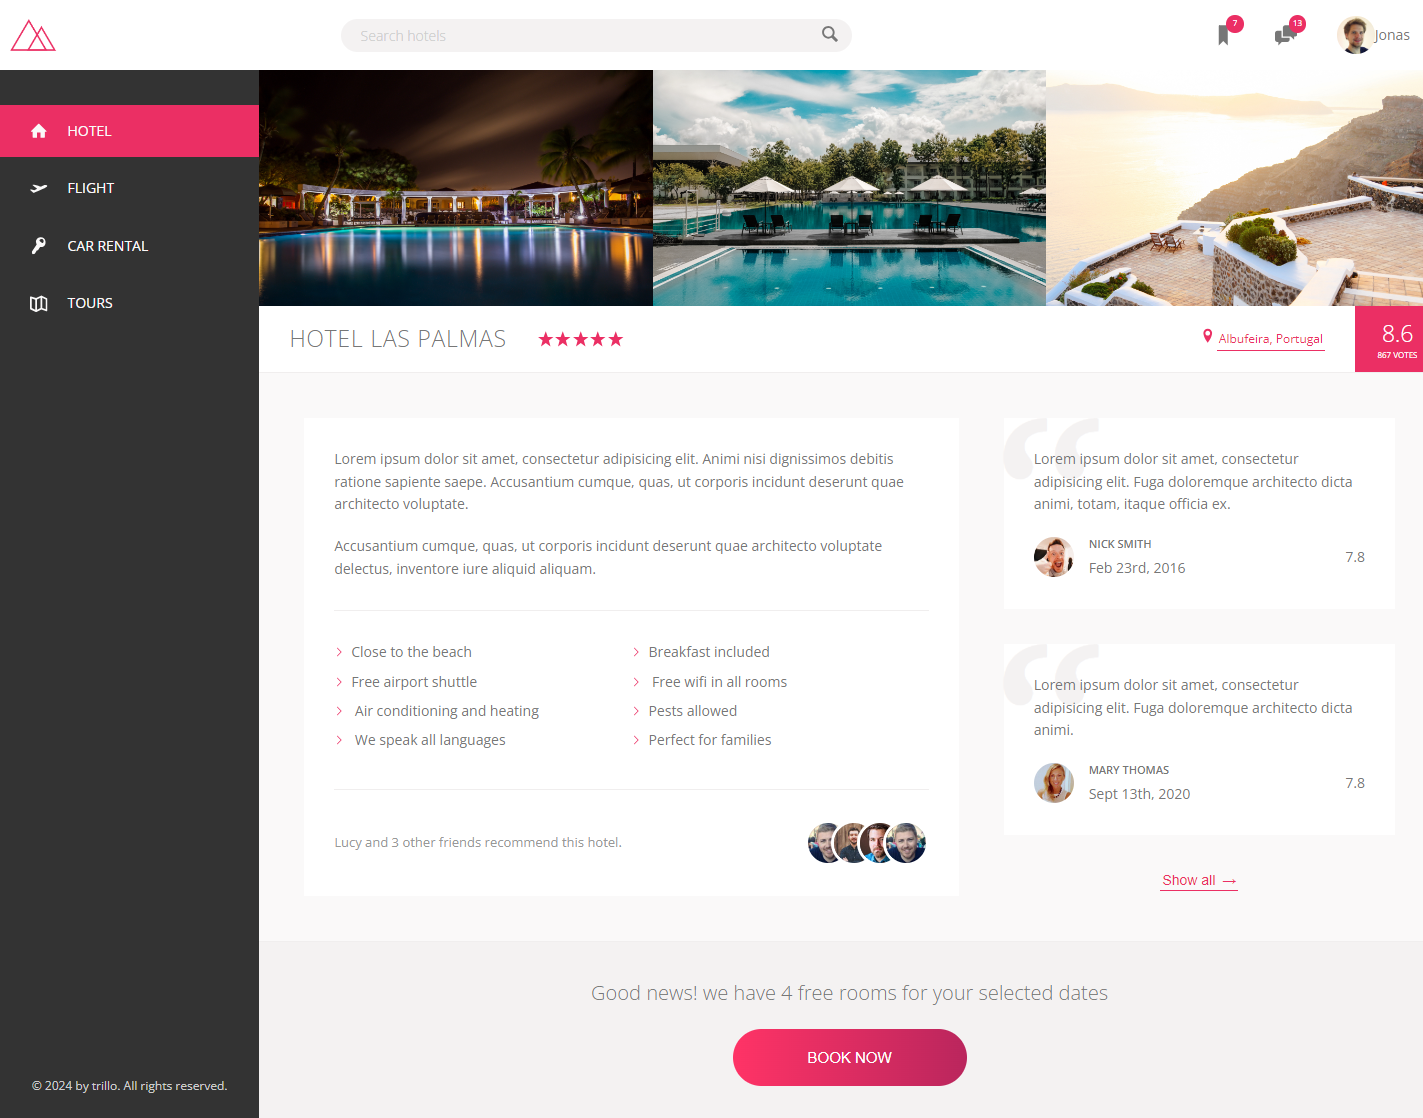 Search hotels
7
13
Jonas
HOTEL
FLIGHT
CAR RENTAL
TOURS
© 2024 by trillo. All rights reserved.
HOTEL LAS PALMAS
Albufeira, Portugal
8.6
867 VOTES
Lorem ipsum dolor sit amet, consectetur adipisicing elit. Animi nisi dignissimos debitis
ratione sapiente saepe. Accusantium cumque, quas, ut corporis incidunt deserunt quae
architecto voluptate.
Accusantium cumque, quas, ut corporis incidunt deserunt quae architecto voluptate
delectus, inventore iure aliquid aliquam.
Close to the beach
Breakfast included
Free airport shuttle
Free wifi in all rooms
Air conditioning and heating
Pests allowed
We speak all languages
Perfect for families
Lucy and 3 other friends recommend this hotel.
“
Lorem ipsum dolor sit amet, consectetur
adipisicing elit. Fuga doloremque architecto dicta
animi, totam, itaque officia ex.
NICK SMITH
Feb 23rd, 2016
7.8
“
Lorem ipsum dolor sit amet, consectetur
adipisicing elit. Fuga doloremque architecto dicta
animi.
MARY THOMAS
Sept 13th, 2020
7.8
Show all →
Good news! we have 4 free rooms for your selected dates
BOOK NOW